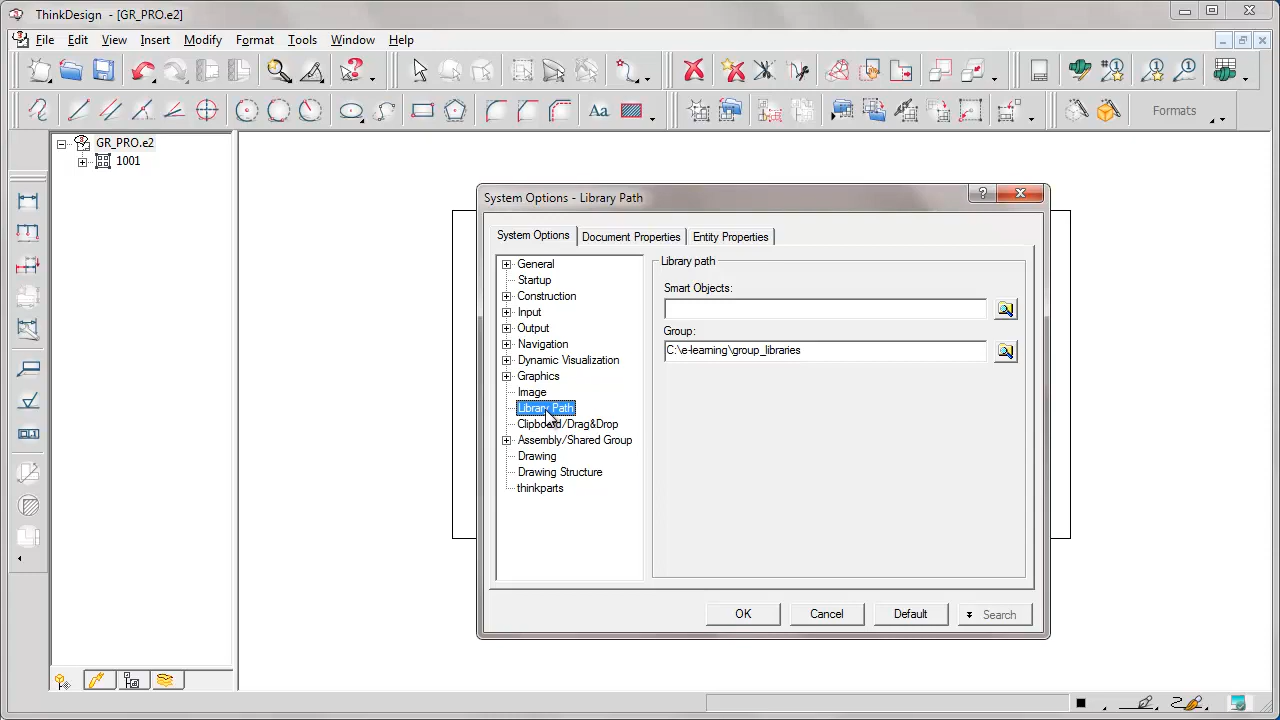 ThinkDesign - [GR_PRO.e2]
File Edit View Insert Modify Format Tools Window Help
Aa
Formats
GR_PRO.e2
1001
System Options - Library Path
System Options Document Properties Entity Properties
General
Startup
Construction
Input
Output
Navigation
Dynamic Visualization
Graphics
Image
Library Path
Clipboard/Drag&Drop
Assembly/Shared Group
Drawing
Drawing Structure
thinkparts
Library path
Smart Objects:
Group:
C:\e-learning\group_libraries
OK Cancel Default Search